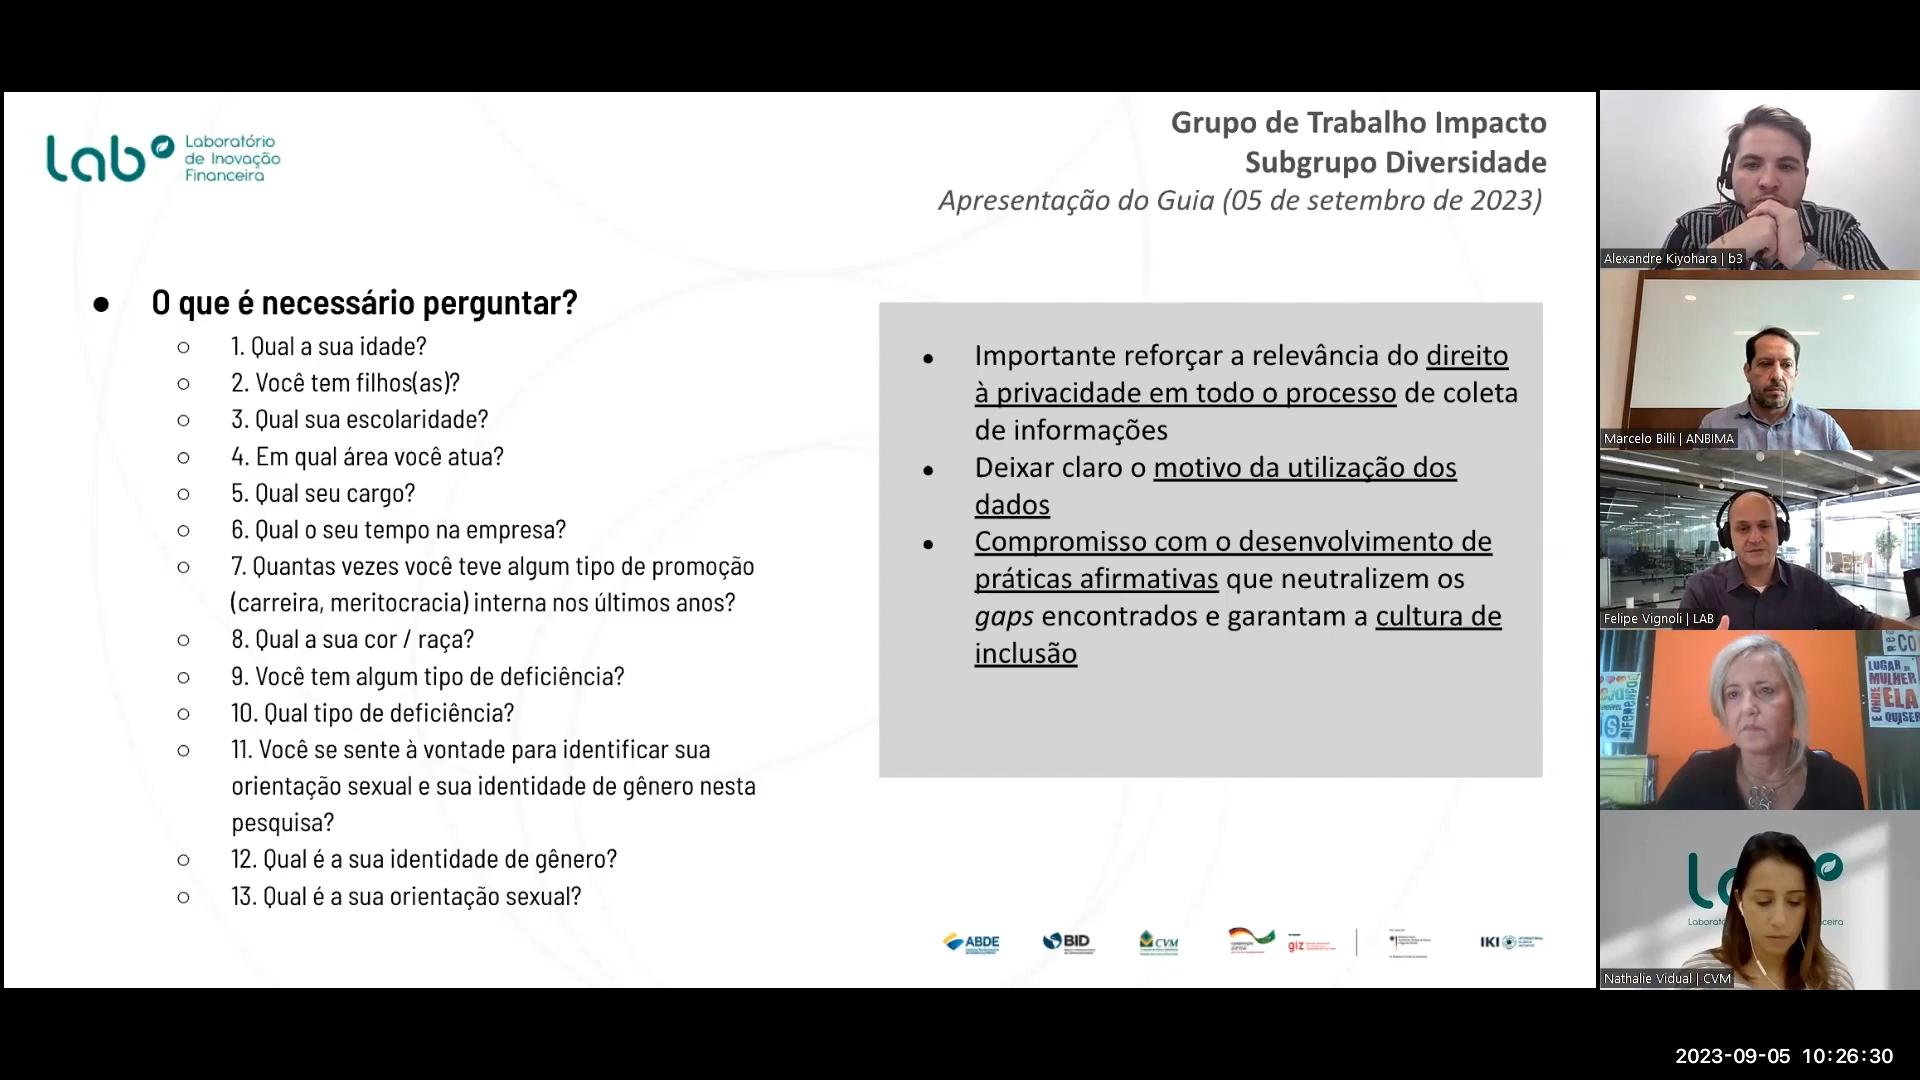 Lab
Laboratório
de Inovação
Financeira
Grupo de Trabalho Impacto
Subgrupo Diversidade
Apresentação do Guia (05 de setembro de 2023)
● O que é necessário perguntar?
○ 1. Qual a sua idade?
○ 2. Você tem filhos(as)?
○ 3. Qual sua escolaridade?
○ 4. Em qual área você atua?
○ 5. Qual seu cargo?
○ 6. Qual o seu tempo na empresa?
○ 7. Quantas vezes você teve algum tipo de promoção
(carreira, meritocracia) interna nos últimos anos?
○ 8. Qual a sua cor / raça?
○ 9. Você tem algum tipo de deficiência?
○ 10. Qual tipo de deficiência?
○ 11. Você se sente à vontade para identificar sua
orientação sexual e sua identidade de gênero nesta
pesquisa?
○ 12. Qual é a sua identidade de gênero?
○ 13. Qual é a sua orientação sexual?
● Importante reforçar a relevância do direito
à privacidade em todo o processo de coleta
de informações
● Deixar claro o motivo da utilização dos
dados
● Compromisso com o desenvolvimento de
práticas afirmativas que neutralizem os
gaps encontrados e garantam a cultura de
inclusão
ABDE
BID
CVM
giz
IKI
Alexandre Kiyohara | b3
Marcelo Billi | ANBIMA
Felipe Vignoli | LAB
LUGAR DE
MULHER
É ONDE
ELA
QUISER
Nathalie Vidual | CVM
2023-09-05 10:26:30